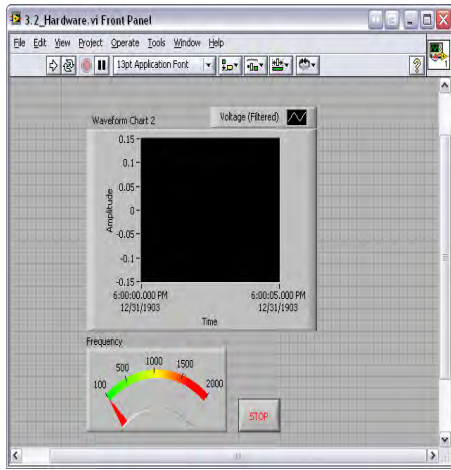 3.2_Hardware.vi Front Panel
File Edit View Project Operate Tools Window Help
13pt Application Font
1
Waveform Chart 2
Voltage (Filtered)
0.15
0.1
0.05
0
-0.05
-0.1
-0.15
Amplitude
6:00:00.000 PM 6:00:05.000 PM
12/31/1903 12/31/1903
Time
Frequency
100 500 1000 1500 2000
STOP